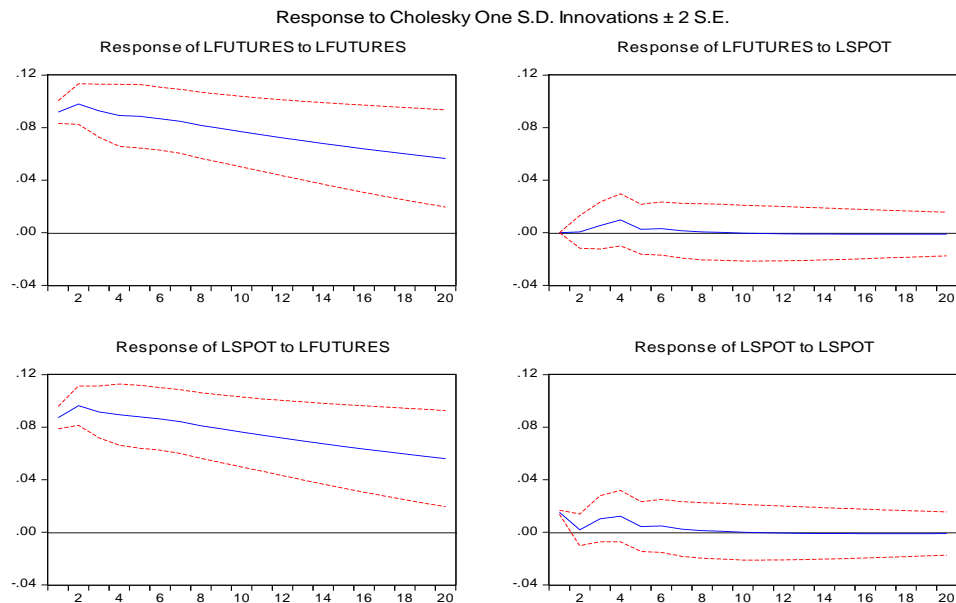 Response to Cholesky One S.D. Innovations ± 2 S.E.
Response of LFUTURES to LFUTURES
.12
.08
.04
.00
-.04
2 4 6 8 10 12 14 16 18 20
Response of LFUTURES to LSPOT
.12
.08
.04
.00
-.04
2 4 6 8 10 12 14 16 18 20
Response of LSPOT to LFUTURES
.12
.08
.04
.00
-.04
2 4 6 8 10 12 14 16 18 20
Response of LSPOT to LSPOT
.12
.08
.04
.00
-.04
2 4 6 8 10 12 14 16 18 20